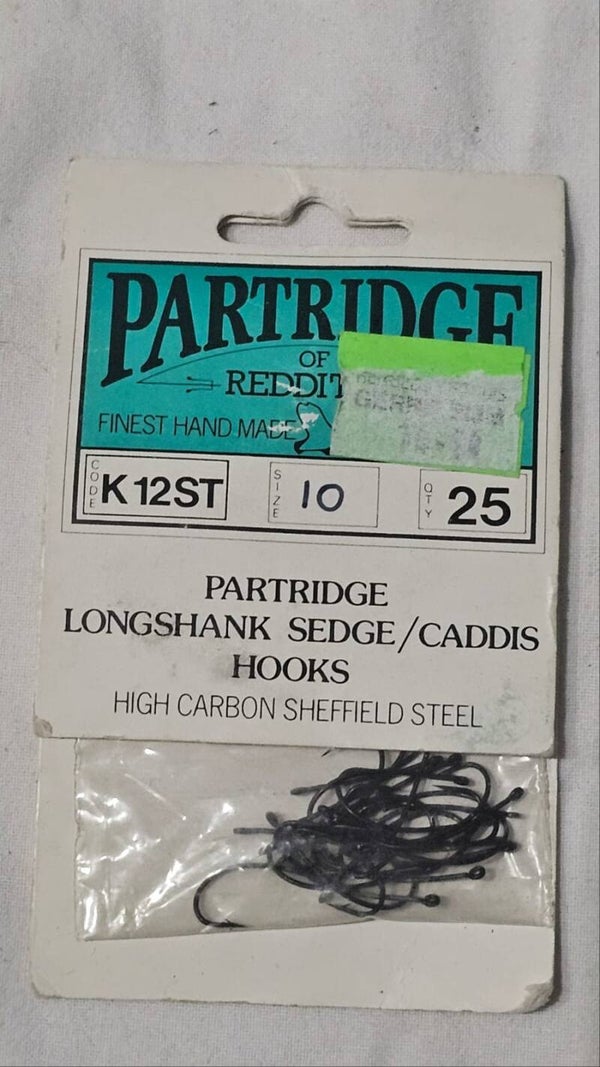 PARTRIDGE
OF
REDDIT
FINEST HAND MADE
CODE K12ST SIZE 10 QTY 25
PARTRIDGE
LONGSHANK SEDGE/CADDIS
HOOKS
HIGH CARBON SHEFFIELD STEEL